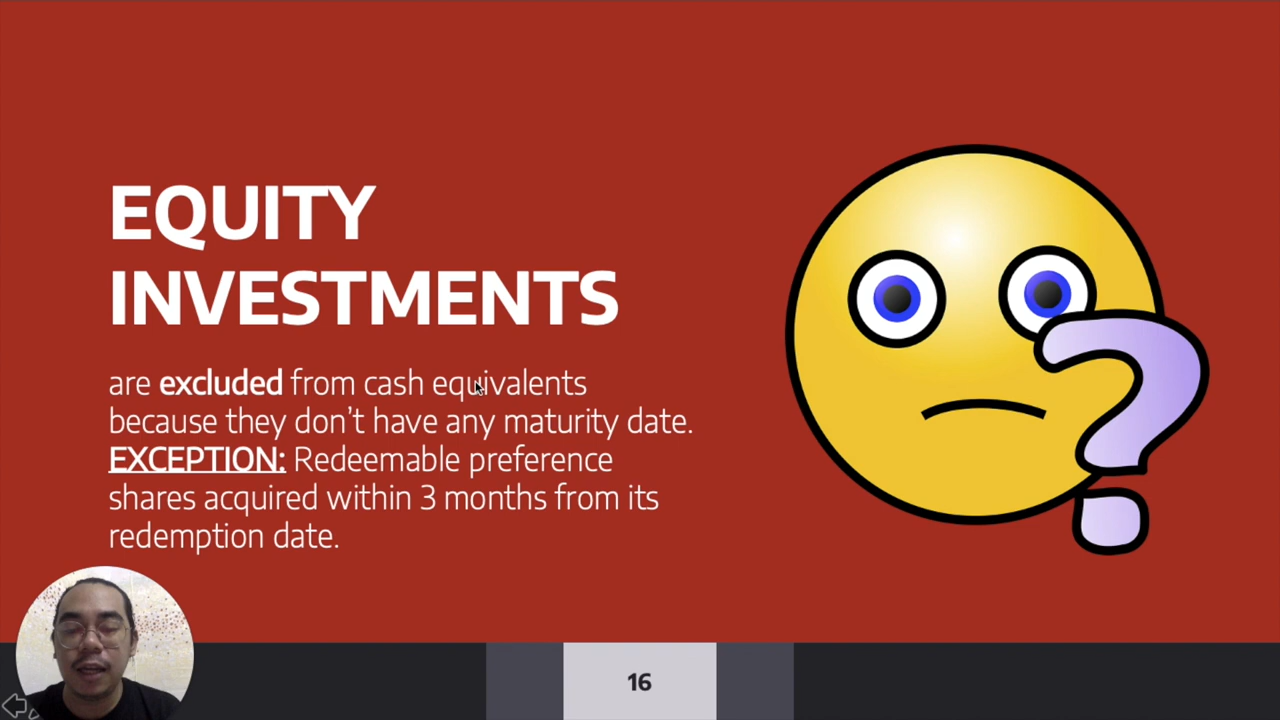 EQUITY
INVESTMENTS
are excluded from cash equivalents
because they don’t have any maturity date.
EXCEPTION: Redeemable preference
shares acquired within 3 months from its
redemption date.
16